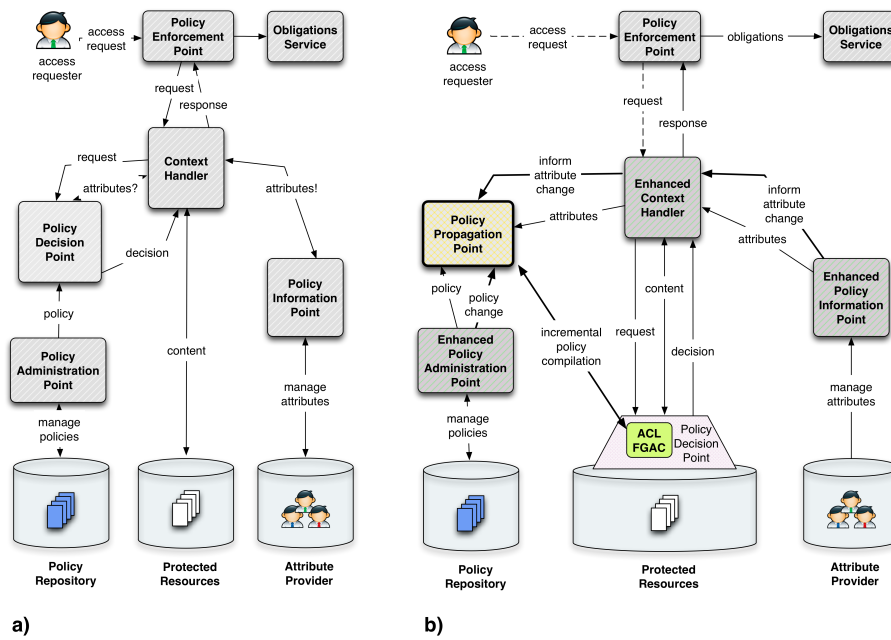 access
requester
access
request
Policy
Enforcement
Point
Obligations
Service
request
response
Context
Handler
request
attributes?
attributes!
Policy
Decision
Point
decision
Policy
Information
Point
policy
Policy
Administration
Point
content
manage
policies
manage
attributes
Policy
Repository
Protected
Resources
Attribute
Provider
a)
access
requester
access
request
Policy
Enforcement
Point
obligations
Obligations
Service
request
response
inform
attribute
change
Enhanced
Context
Handler
inform
attribute
change
Policy
Propagation
Point
attributes
attributes
Enhanced
Policy
Information
Point
policy
policy
change
content
incremental
policy
compilation
request
decision
Enhanced
Policy
Administration
Point
manage
policies
manage
attributes
ACL
FGAC
Policy
Decision
Point
Policy
Repository
Protected
Resources
Attribute
Provider
b)